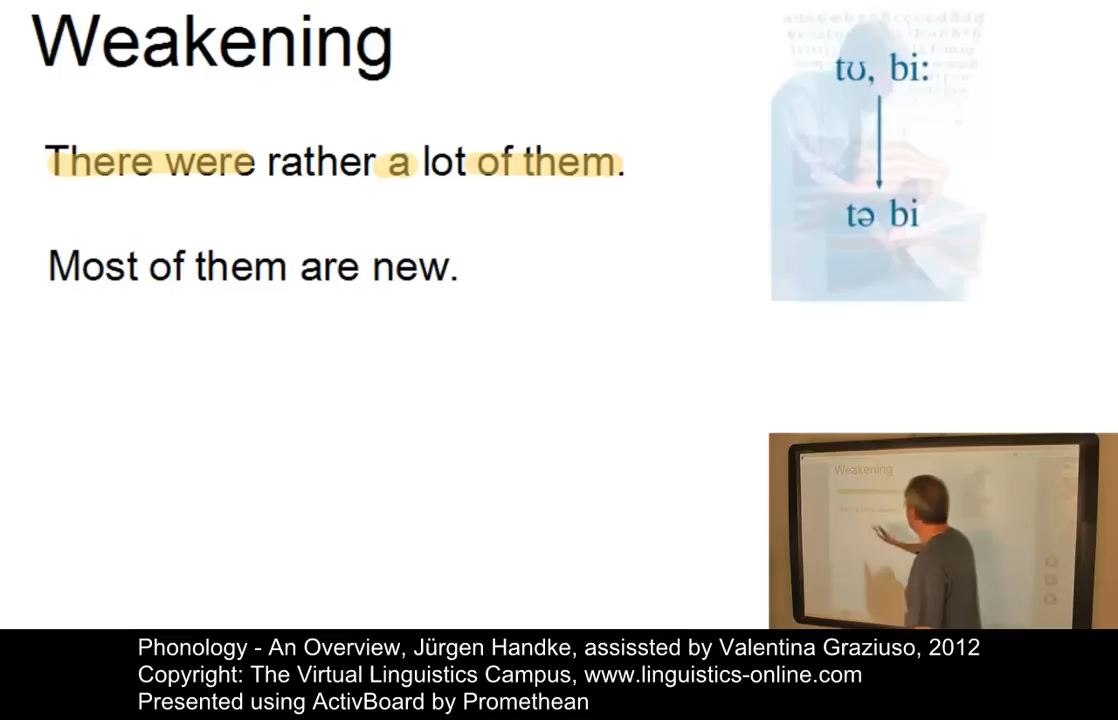 Weakening
tʊ, bi:
There were rather a lot of them.
tə bi
Most of them are new.
Weakening
Phonology - An Overview, Jürgen Handke, assissted by Valentina Graziuso, 2012
Copyright: The Virtual Linguistics Campus, www.linguistics-online.com
Presented using ActivBoard by Promethean